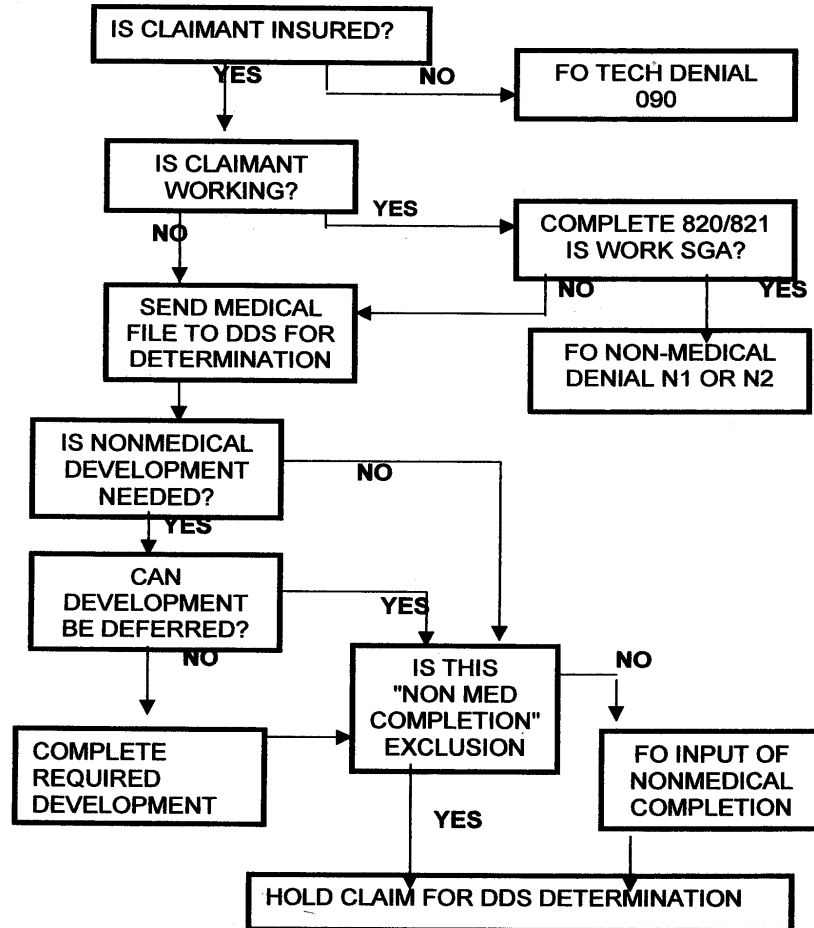 IS CLAIMANT INSURED?
YES
NO
FO TECH DENIAL
090
IS CLAIMANT
WORKING?
YES
NO
COMPLETE 820/821
IS WORK SGA?
NO
YES
SEND MEDICAL
FILE TO DDS FOR
DETERMINATION
FO NON-MEDICAL
DENIAL N1 OR N2
IS NONMEDICAL
DEVELOPMENT
NEEDED?
NO
YES
CAN
DEVELOPMENT
BE DEFERRED?
YES
NO
IS THIS
"NON MED
COMPLETION"
EXCLUSION
NO
COMPLETE
REQUIRED
DEVELOPMENT
FO INPUT OF
NONMEDICAL
COMPLETION
YES
HOLD CLAIM FOR DDS DETERMINATION